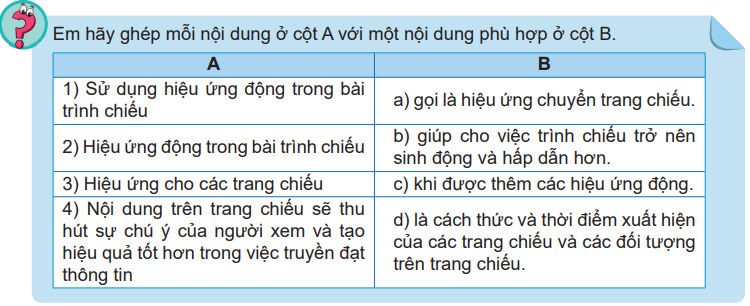 Em hãy ghép mỗi nội dung ở cột A với một nội dung phù hợp ở cột B.
A
B
1) Sử dụng hiệu ứng động trong bài
trình chiếu
a) gọi là hiệu ứng chuyển trang chiếu.
2) Hiệu ứng động trong bài trình chiếu
b) giúp cho việc trình chiếu trở nên
sinh động và hấp dẫn hơn.
3) Hiệu ứng cho các trang chiếu
c) khi được thêm các hiệu ứng động.
4) Nội dung trên trang chiếu sẽ thu
hút sự chú ý của người xem và tạo
hiệu quả tốt hơn trong việc truyền đạt
thông tin
d) là cách thức và thời điểm xuất hiện
của các trang chiếu và các đối tượng
trên trang chiếu.